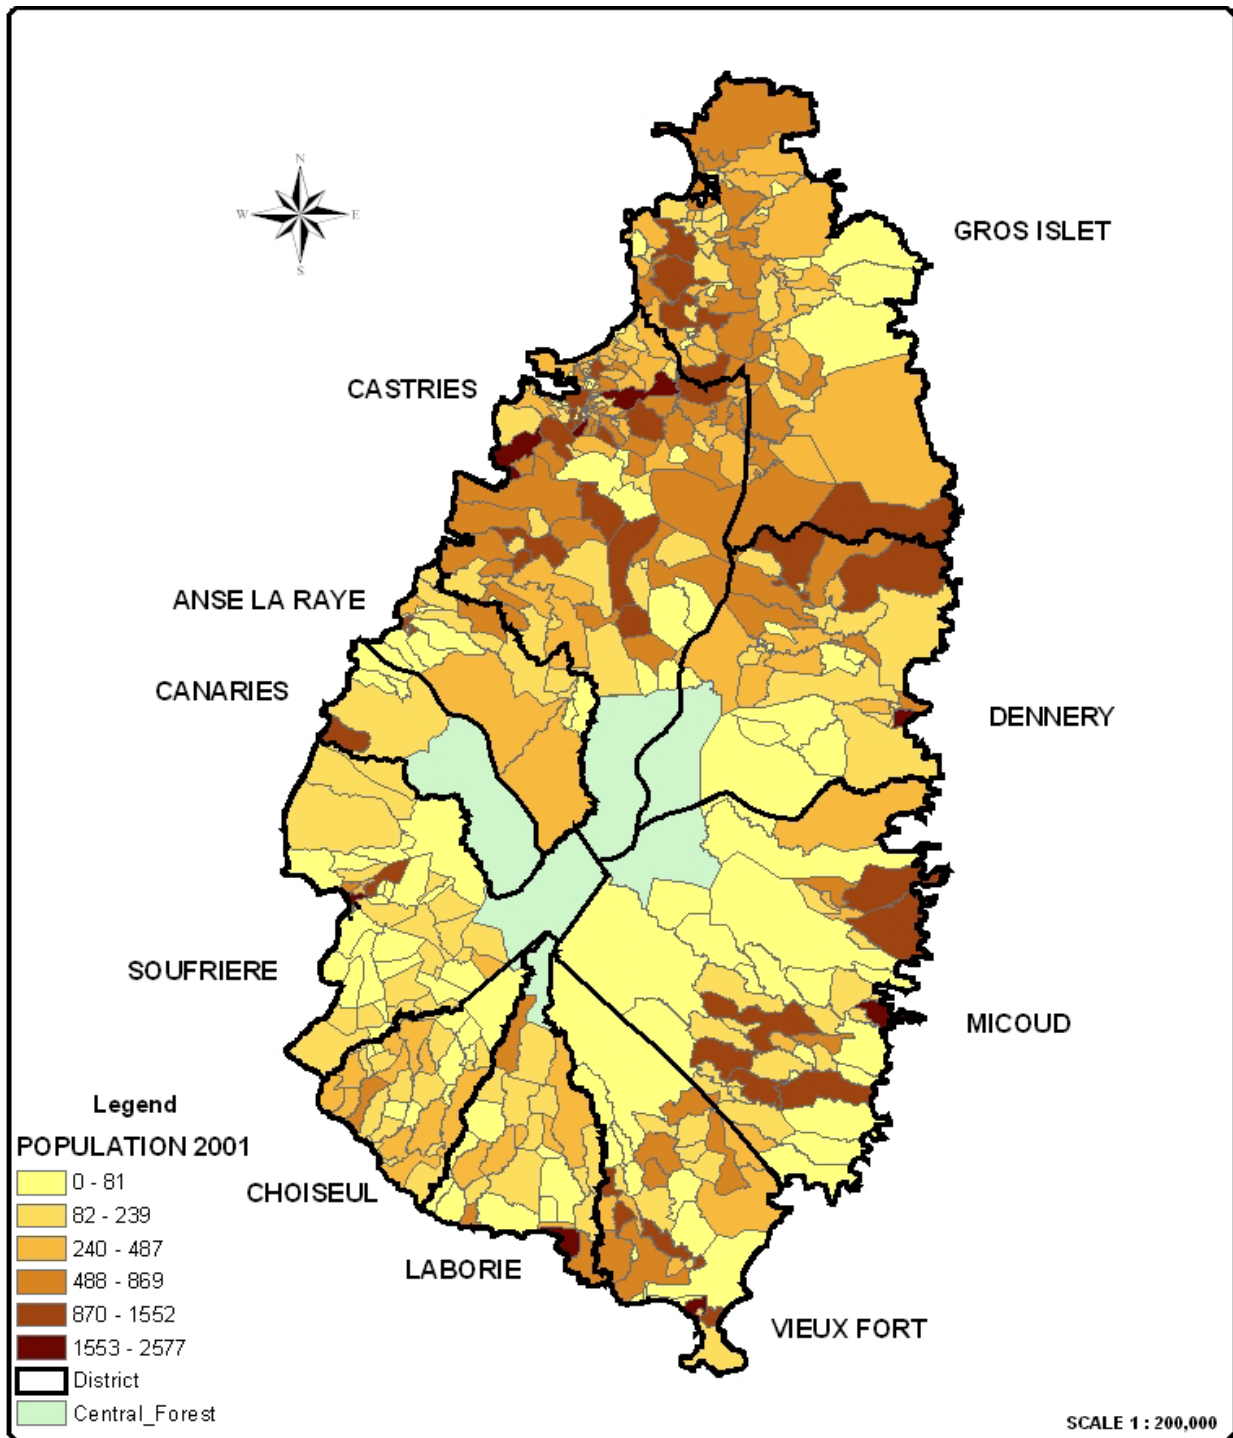 N
W E
S
GROS ISLET
CASTRIES
ANSE LA RAYE
CANARIES
DENNERY
SOUFRIERE
MICOUD
Legend
POPULATION 2001
0 - 81
82 - 239
240 - 487
488 - 869
870 - 1552
1553 - 2577
District
Central_Forest
CHOISEUL
LABORIE
VIEUX FORT
SCALE 1 : 200,000